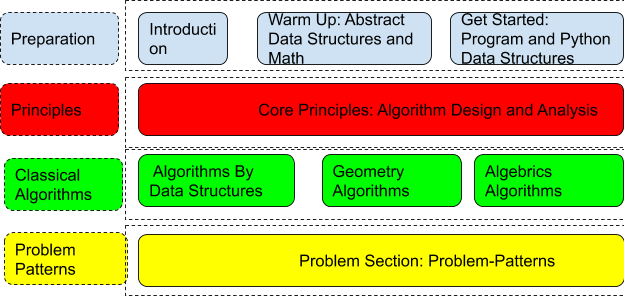 Preparation
Introducti
on
Warm Up: Abstract
Data Structures and
Math
Get Started:
Program and Python
Data Structures
Principles
Core Principles: Algorithm Design and Analysis
Classical
Algorithms
Algorithms By
Data Structures
Geometry
Algorithms
Algebrics
Algorithms
Problem
Patterns
Problem Section: Problem-Patterns